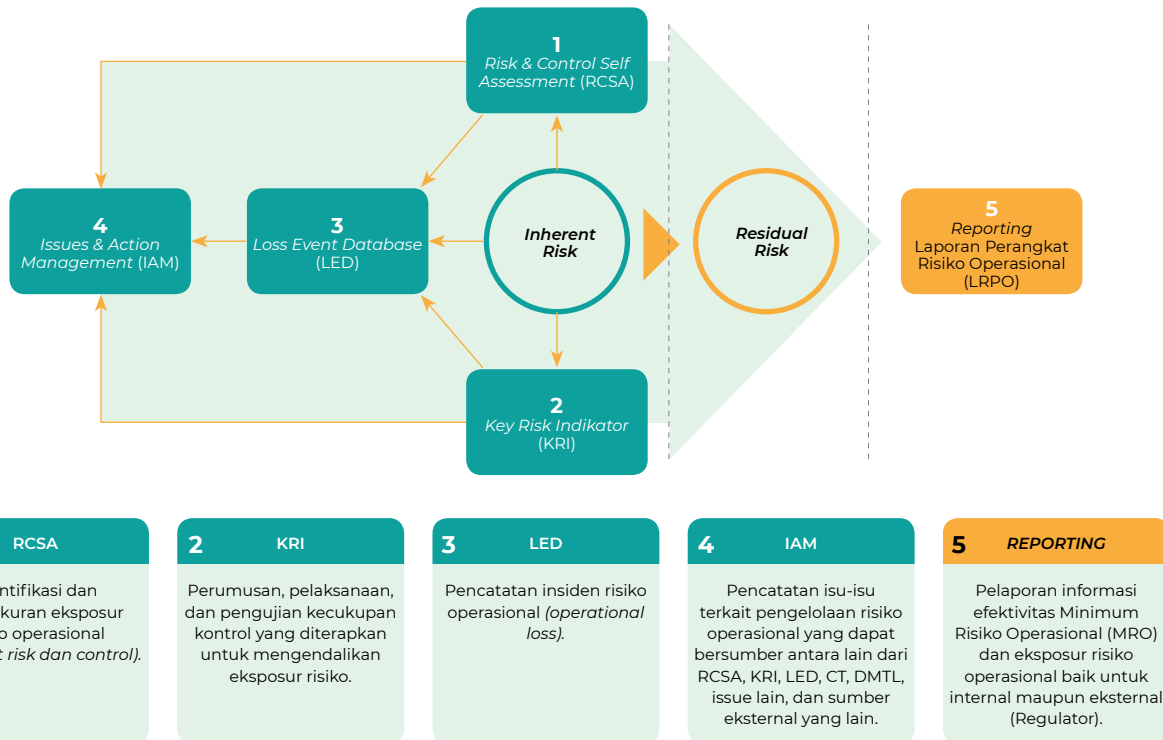 1
Risk & Control Self
Assessment (RCSA)
4
Issues & Action
Management (IAM)
3
Loss Event Database
(LED)
Inherent
Risk
Residual
Risk
5
Reporting
Laporan Perangkat
Risiko Operasional
(LRPO)
2
Key Risk Indikator
(KRI)
RCSA
ntifikasi dan
kuran eksposur
o operasional
t risk dan control).
2 KRI
Perumusan, pelaksanaan,
dan pengujian kecukupan
kontrol yang diterapkan
untuk mengendalikan
eksposur risiko.
3 LED
Pencatatan insiden risiko
operasional (operational
loss).
4 IAM
Pencatatan isu-isu
terkait pengelolaan risiko
operasional yang dapat
bersumber antara lain dari
RCSA, KRI, LED, CT, DMTL,
issue lain, dan sumber
eksternal yang lain.
5 REPORTING
Pelaporan informasi
efektivitas Minimum
Risiko Operasional (MRO)
dan eksposur risiko
operasional baik untuk
internal maupun eksternal
(Regulator).